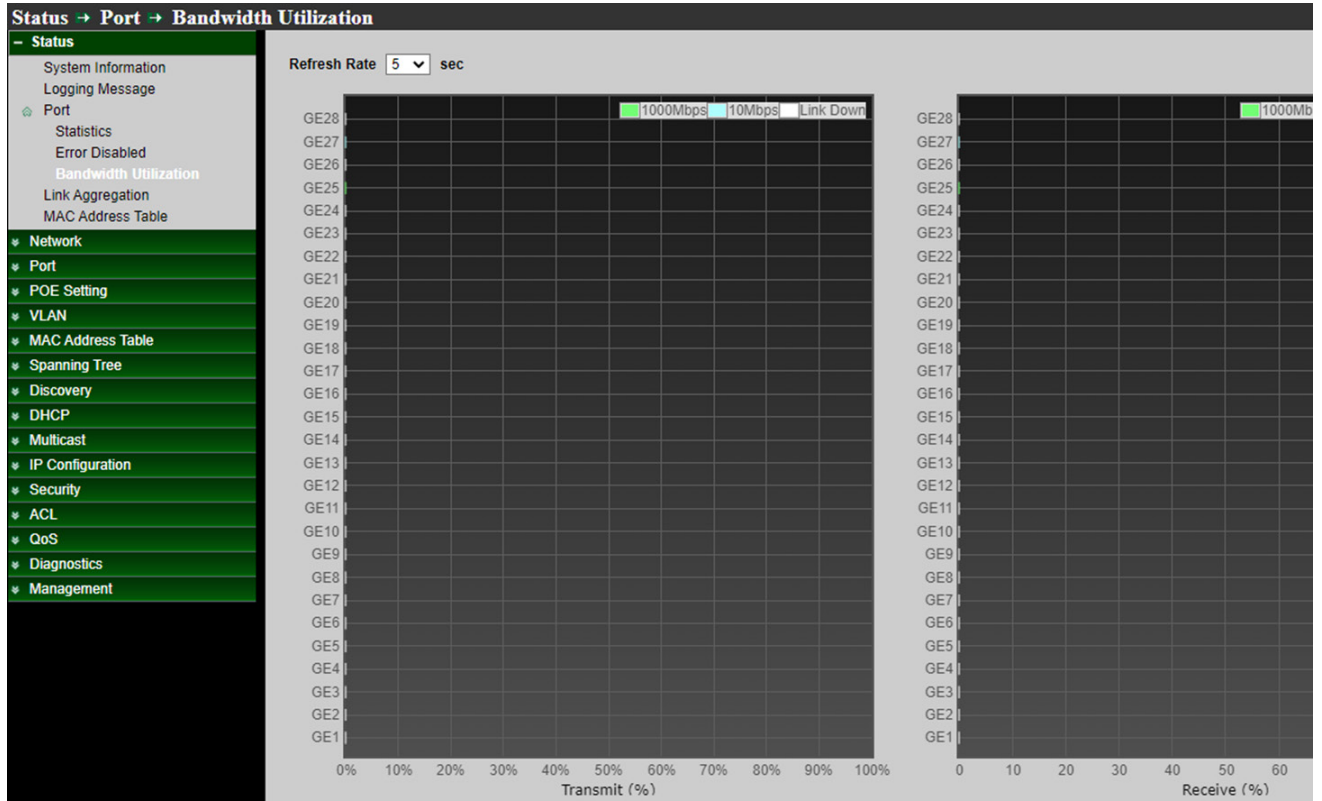 Status Port Bandwidth Utilization
Status
System Information
Logging Message
Port
Statistics
Error Disabled
Bandwidth Utilization
Link Aggregation
MAC Address Table
Network
Port
POE Setting
VLAN
MAC Address Table
Spanning Tree
Discovery
DHCP
Multicast
IP Configuration
Security
ACL
QoS
Diagnostics
Management
Refresh Rate 5 sec
1000Mbps 10Mbps Link Down
GE28
GE27
GE26
GE25
GE24
GE23
GE22
GE21
GE20
GE19
GE18
GE17
GE16
GE15
GE14
GE13
GE12
GE11
GE10
GE9
GE8
GE7
GE6
GE5
GE4
GE3
GE2
GE1
0% 10% 20% 30% 40% 50% 60% 70% 80% 90% 100%
Transmit (%)
1000Mb
GE28
GE27
GE26
GE25
GE24
GE23
GE22
GE21
GE20
GE19
GE18
GE17
GE16
GE15
GE14
GE13
GE12
GE11
GE10
GE9
GE8
GE7
GE6
GE5
GE4
GE3
GE2
GE1
0 10 20 30 40 50 60
Receive (%)